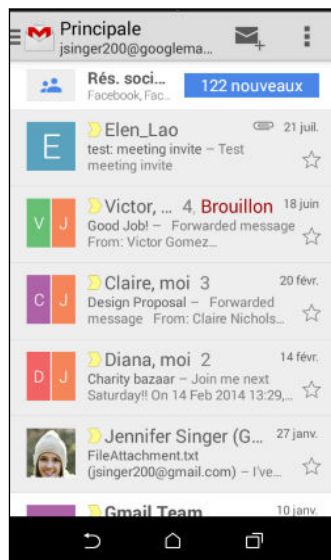 Principale
jsinger200@googlema...
Rés. soci...
Facebook, Fac...
122 nouveaux
E
Elen_Lao
21 juil.
test: meeting invite – Test
meeting invite
V J
Victor, ... 4, Brouillon
18 juin
Good Job! – Forwarded message
From: Victor Gomez...
C J
Claire, moi 3
20 févr.
Design Proposal – Forwarded
message From: Claire Nichols...
D J
Diana, moi 2
14 févr.
Charity bazaar – Join me next
Saturday!! On 14 Feb 2014 13:29,...
Jennifer Singer (G...
27 janv.
FileAttachment.txt
(jsinger200@gmail.com) – I've...
Gmail Team
10 janv.